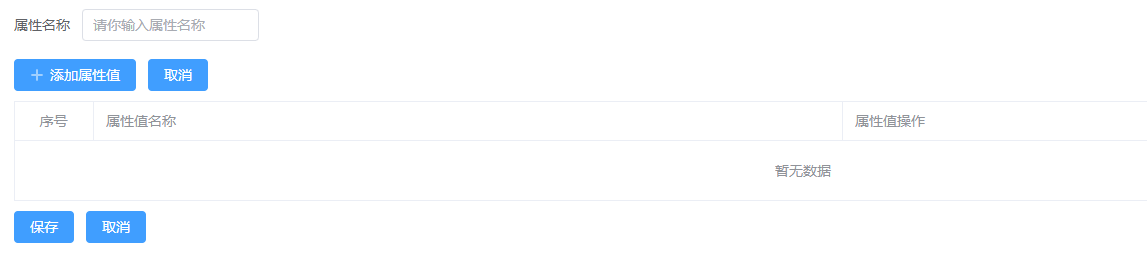 属性名称 请你输入属性名称
添加属性值 取消
序号 属性值名称 属性值操作
暂无数据
保存 取消